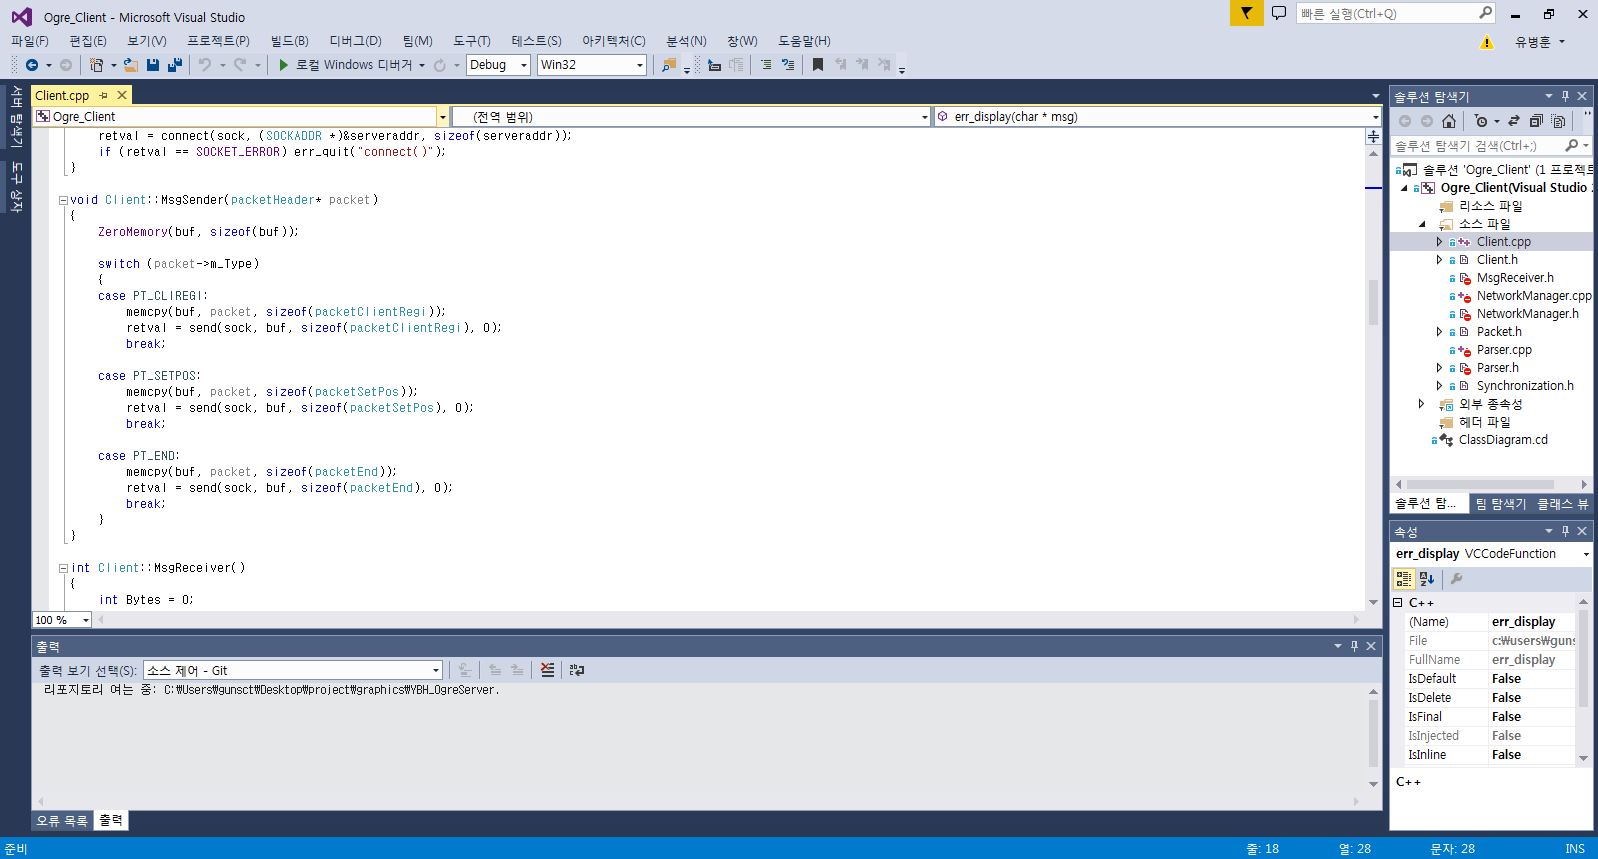 Ogre_Client - Microsoft Visual Studio
빠른 실행(Ctrl+Q)
파일(F) 편집(E) 보기(V) 프로젝트(P) 빌드(B) 디버그(D) 팀(M) 도구(T) 테스트(S) 아키텍처(C) 분석(N) 창(W) 도움말(H)
유병훈
로컬 Windows 디버거 Debug Win32
서버 탐색기
도구 상자
Client.cpp
Ogre_Client (전역 범위) err_display(char * msg)
retval = connect(sock, (SOCKADDR *)&serveraddr, sizeof(serveraddr));
if (retval == SOCKET_ERROR) err_quit("connect()");
}
void Client::MsgSender(packetHeader* packet)
{
ZeroMemory(buf, sizeof(buf));
switch (packet->m_Type)
{
case PT_CLIREGI:
memcpy(buf, packet, sizeof(packetClientRegi));
retval = send(sock, buf, sizeof(packetClientRegi), 0);
break;
case PT_SETPOS:
memcpy(buf, packet, sizeof(packetSetPos));
retval = send(sock, buf, sizeof(packetSetPos), 0);
break;
case PT_END:
memcpy(buf, packet, sizeof(packetEnd));
retval = send(sock, buf, sizeof(packetEnd), 0);
break;
}
}
int Client::MsgReceiver()
{
int Bytes = 0;
100 %
출력
출력 보기 선택(S): 소스 제어 - Git
리포지토리 여는 중: C:₩Users₩gunsct₩Desktop₩project₩graphics₩YBH_OgreServer.
오류 목록 출력
솔루션 탐색기
솔루션 탐색기 검색(Ctrl+;)
솔루션 'Ogre_Client' (1 프로젝트
Ogre_Client(Visual Studio 2
리소스 파일
소스 파일
Client.cpp
Client.h
MsgReceiver.h
NetworkManager.cpp
NetworkManager.h
Packet.h
Parser.cpp
Parser.h
Synchronization.h
외부 종속성
헤더 파일
ClassDiagram.cd
솔루션 탐... 팀 탐색기 클래스 뷰
속성
err_display VCCodeFunction
C++
(Name) err_display
File c:₩users₩guns
FullName err_display
IsDefault False
IsDelete False
IsFinal False
IsInjected False
IsInline False
C++
준비 줄: 18 열: 28 문자: 28 INS